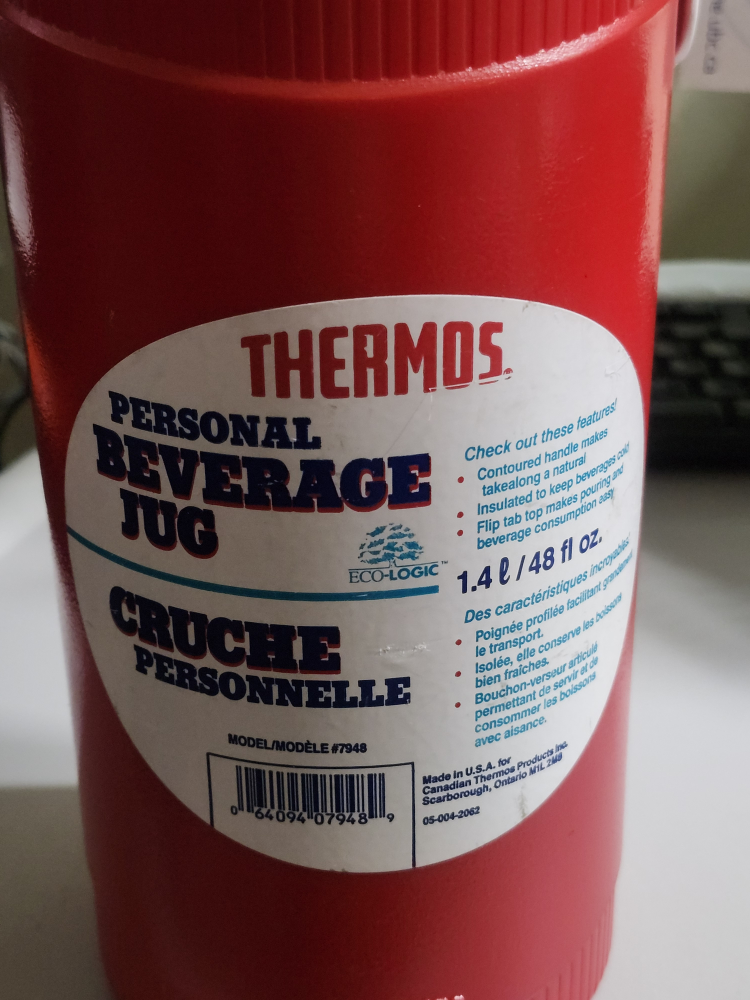 THERMOS.
PERSONAL
BEVERAGE
JUG
ECO-LOGIC™
CRUCHE
PERSONNELLE
MODEL/MODÈLE #7948
0 64094 07948 9
Check out these features!
• Contoured handle makes
takealong a natural
• Insulated to keep beverages cold
• Flip tab top makes pouring and
beverage consumption easy
1.4 ℓ / 48 fl oz.
Des caractéristiques incroyables!
• Poignée profilée facilitant grandement
le transport.
• Isolée, elle conserve les boissons
bien fraîches.
• Bouchon-verseur articulé
permettant de servir et de
consommer les boissons
avec aisance.
Made in U.S.A. for
Canadian Thermos Products Inc.
Scarborough, Ontario M1L 2M8
05-004-2062